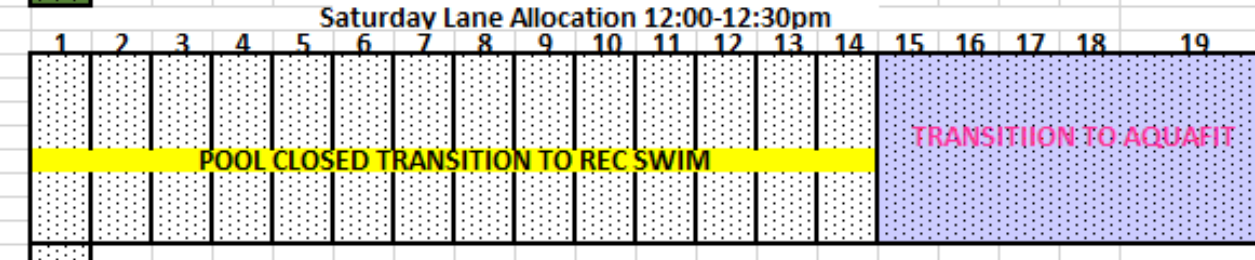 Saturday Lane Allocation 12:00-12:30pm
1 2 3 4 5 6 7 8 9 10 11 12 13 14 15 16 17 18 19
TRANSITIION TO AQUAFIT
POOL CLOSED TRANSITION TO REC SWIM